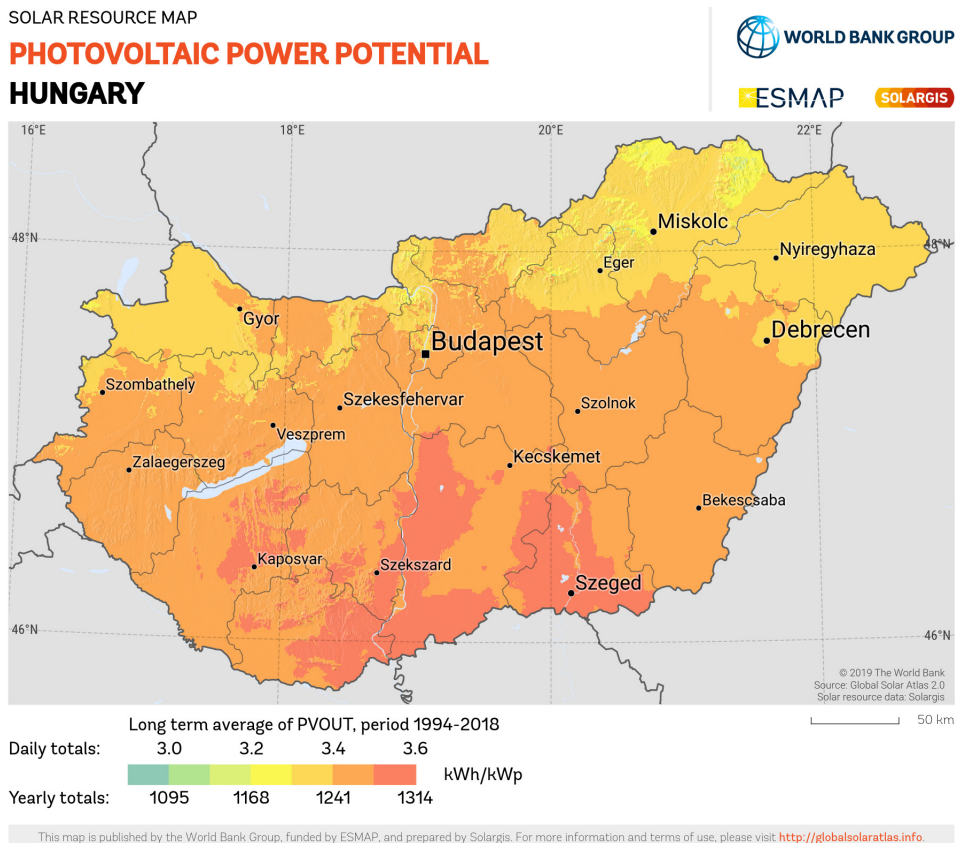 SOLAR RESOURCE MAP
PHOTOVOLTAIC POWER POTENTIAL
HUNGARY
WORLD BANK GROUP
ESMAP
SOLARGIS
16°E 18°E 20°E 22°E
48°N
48°N
Miskolc
Nyiregyhaza
Eger
Gyor
Debrecen
Budapest
Szombathely
Szekesfehervar
Szolnok
Veszprem
Zalaegerszeg
Kecskemet
Bekescsaba
Kaposvar
Szekszard
Szeged
46°N
46°N
© 2019 The World Bank
Source: Global Solar Atlas 2.0
Solar resource data: Solargis
50 km
Long term average of PVOUT, period 1994-2018
Daily totals: 3.0 3.2 3.4 3.6
kWh/kWp
Yearly totals: 1095 1168 1241 1314
This map is published by the World Bank Group, funded by ESMAP, and prepared by Solargis. For more information and terms of use, please visit http://globalsolaratlas.info.